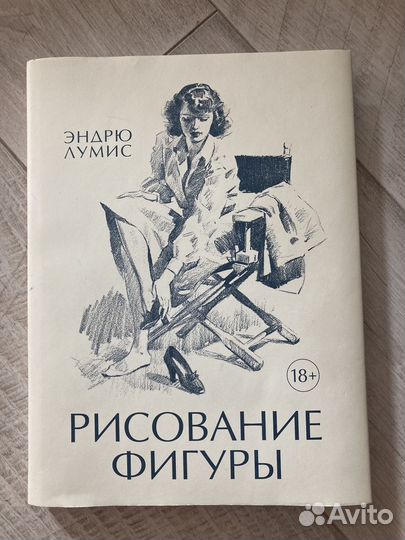 ЭНДРЮ
ЛУМИС
18+
РИСОВАНИЕ
ФИГУРЫ
Avito